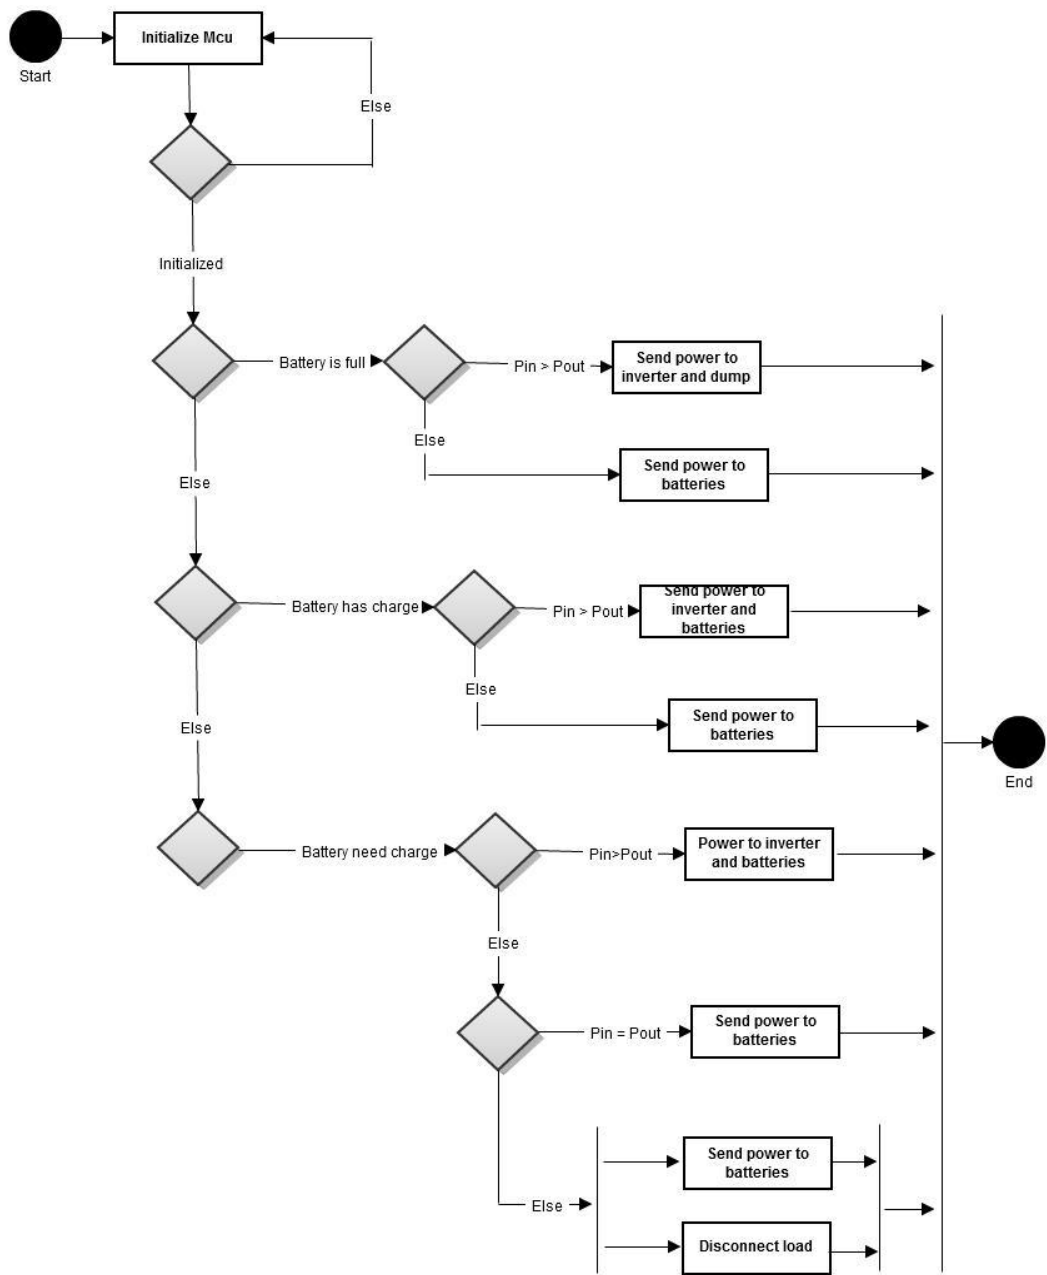 Initialize Mcu
Start
Else
Initialized
Battery is full
Pin > Pout
Send power to
inverter and dump
Else
Send power to
batteries
Else
Battery has charge
Pin > Pout
Send power to
inverter and
batteries
Else
Send power to
batteries
Else
End
Battery need charge
Pin>Pout
Power to inverter
and batteries
Else
Pin = Pout
Send power to
batteries
Send power to
batteries
Else
Disconnect load